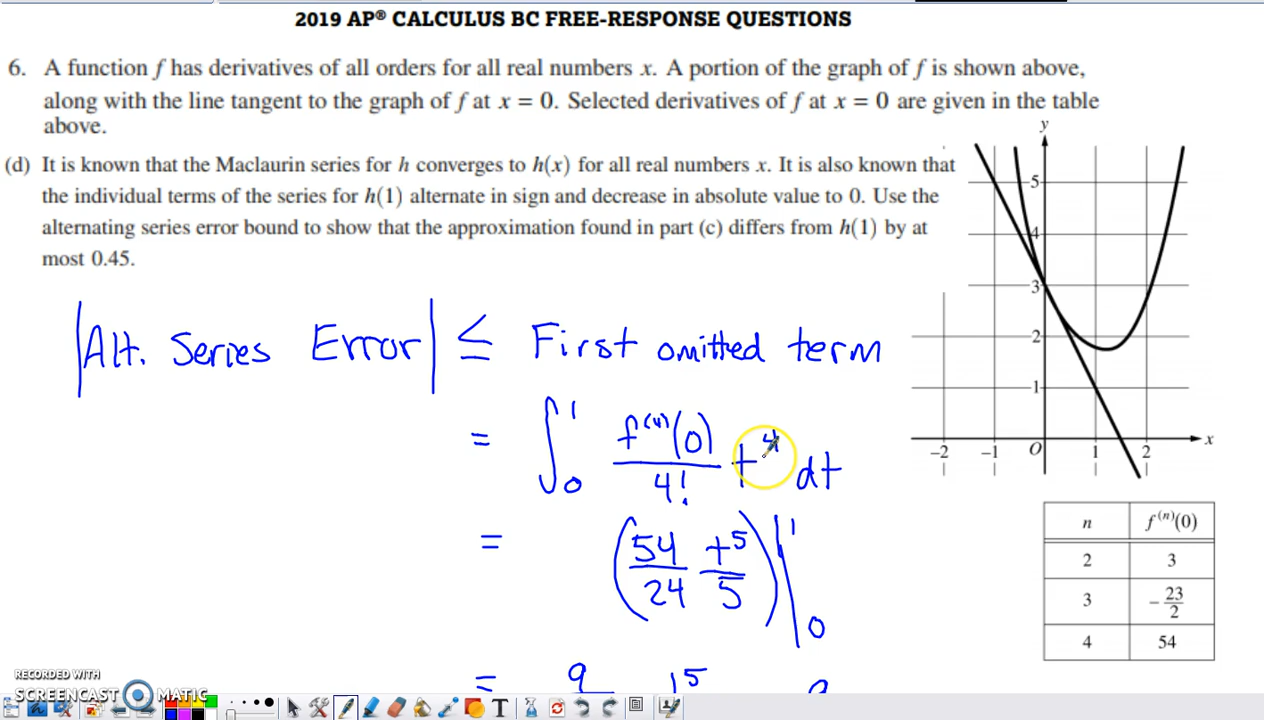 2019 AP® CALCULUS BC FREE-RESPONSE QUESTIONS
6. A function f has derivatives of all orders for all real numbers x. A portion of the graph of f is shown above,
along with the line tangent to the graph of f at x = 0. Selected derivatives of f at x = 0 are given in the table
above.
(d) It is known that the Maclaurin series for h converges to h(x) for all real numbers x. It is also known that
the individual terms of the series for h(1) alternate in sign and decrease in absolute value to 0. Use the
alternating series error bound to show that the approximation found in part (c) differs from h(1) by at
most 0.45.
|Alt. Series Error| ≤ First omitted term
= ∫₀¹ f⁽⁴⁾(0)/4! t⁴ dt
= (54/24 t⁵/5)|₀¹
= 9 1⁵
y
5
4
3
2
1
-2 -1 O 1 2 x
n f⁽ⁿ⁾(0)
2 3
3 -23/2
4 54
RECORDED WITH
SCREENCAST MATIC